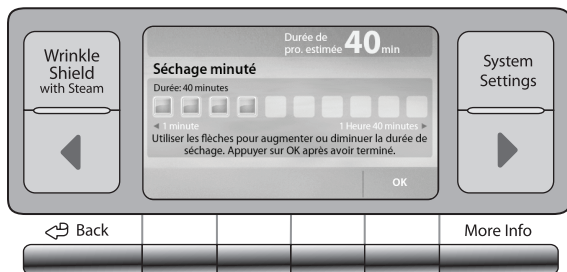 Wrinkle
Shield
with Steam
Durée de
pro. estimée 40 min
Séchage minuté
Durée: 40 minutes
1 minute
1 Heure 40 minutes
Utiliser les flèches pour augmenter ou diminuer la durée de
séchage. Appuyer sur OK après avoir terminé.
OK
System
Settings
Back
More Info